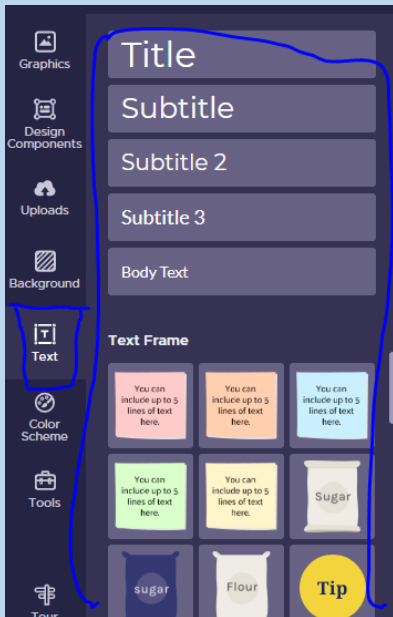 Graphics
Design
Components
Uploads
Background
Text
Color
Scheme
Tools
Tour
Title
Subtitle
Subtitle 2
Subtitle 3
Body Text
Text Frame
You can
include up to 5
lines of text
here.
You can
include up to 5
lines of text
here.
You can
include up to 5
lines of text
here.
You can
include up to 5
lines of text
here.
You can
include up to 5
lines of text
here.
Sugar
sugar
Flour
Tip